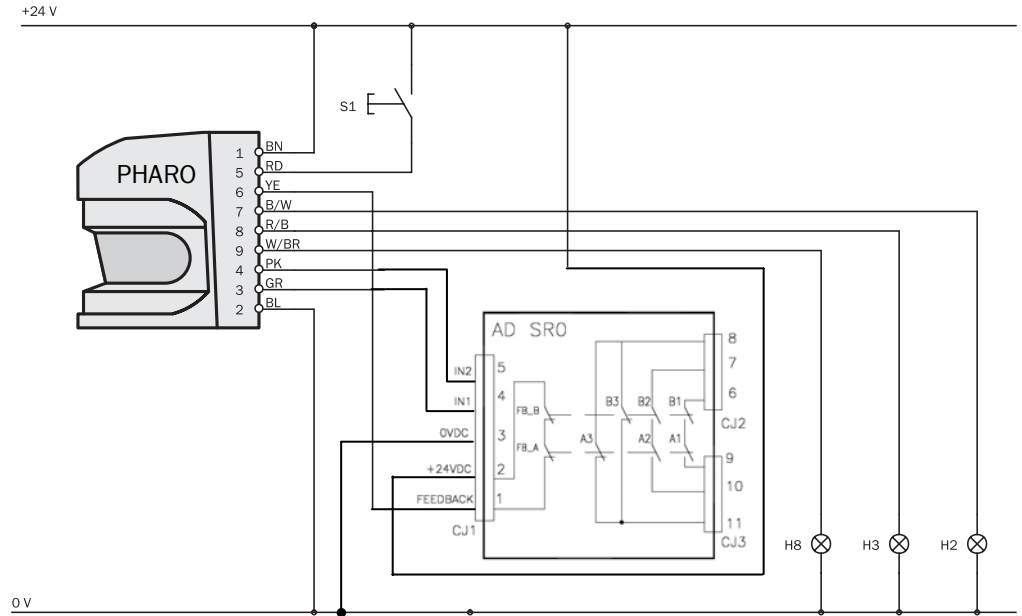 +24 V
S1
PHARO
1 BN
5 RD
6 YE
7 B/W
8 R/B
9 W/BR
4 PK
3 GR
2 BL
AD SR0
IN2 5
IN1 4
0VDC 3
+24VDC 2
FEEDBACK 1
CJ1
FB_B
FB_A
B3 B2 B1
A3 A2 A1
8
7
6
CJ2
9
10
11
CJ3
H8 H3 H2
0 V